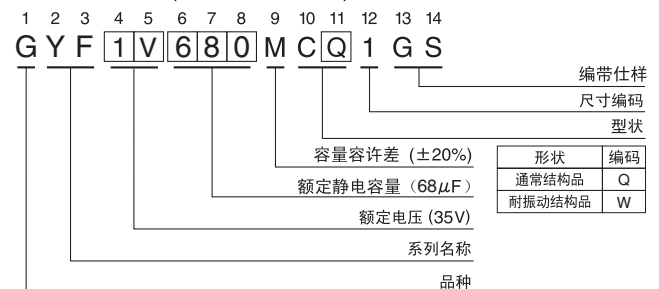 1 2 3 4 5 6 7 8 9 10 11 12 13 14
G Y F 1 V 6 8 0 M C Q 1 G S
编带仕样
尺寸编码
型状
容量容许差 (±20%)
形状 编码
通常结构品 Q
耐振动结构品 W
额定静电容量（68μF）
额定电压 (35V)
系列名称
品种